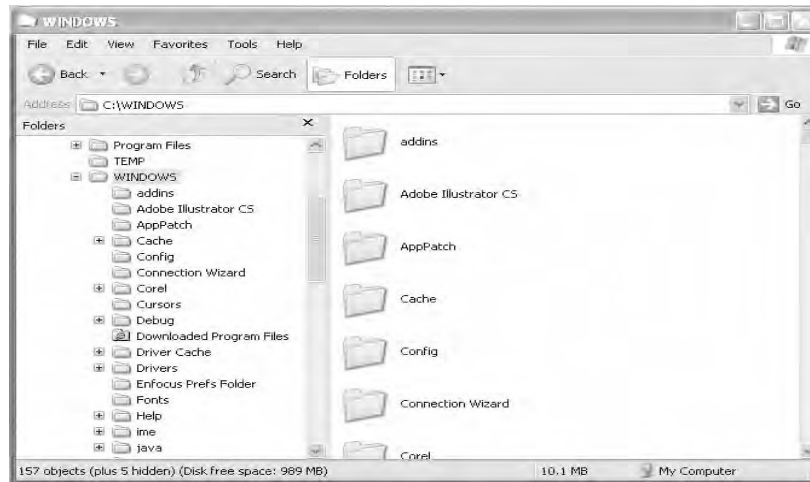 WINDOWS
File Edit View Favorites Tools Help
Back Search Folders
Address C:\WINDOWS Go
Folders
Program Files
TEMP
WINDOWS
addins
Adobe Illustrator CS
AppPatch
Cache
Config
Connection Wizard
Corel
Cursors
Debug
Downloaded Program Files
Driver Cache
Drivers
Enfocus Prefs Folder
Fonts
Help
ime
java
addins
Adobe Illustrator CS
AppPatch
Cache
Config
Connection Wizard
Corel
157 objects (plus 5 hidden) (Disk free space: 989 MB) 10.1 MB My Computer